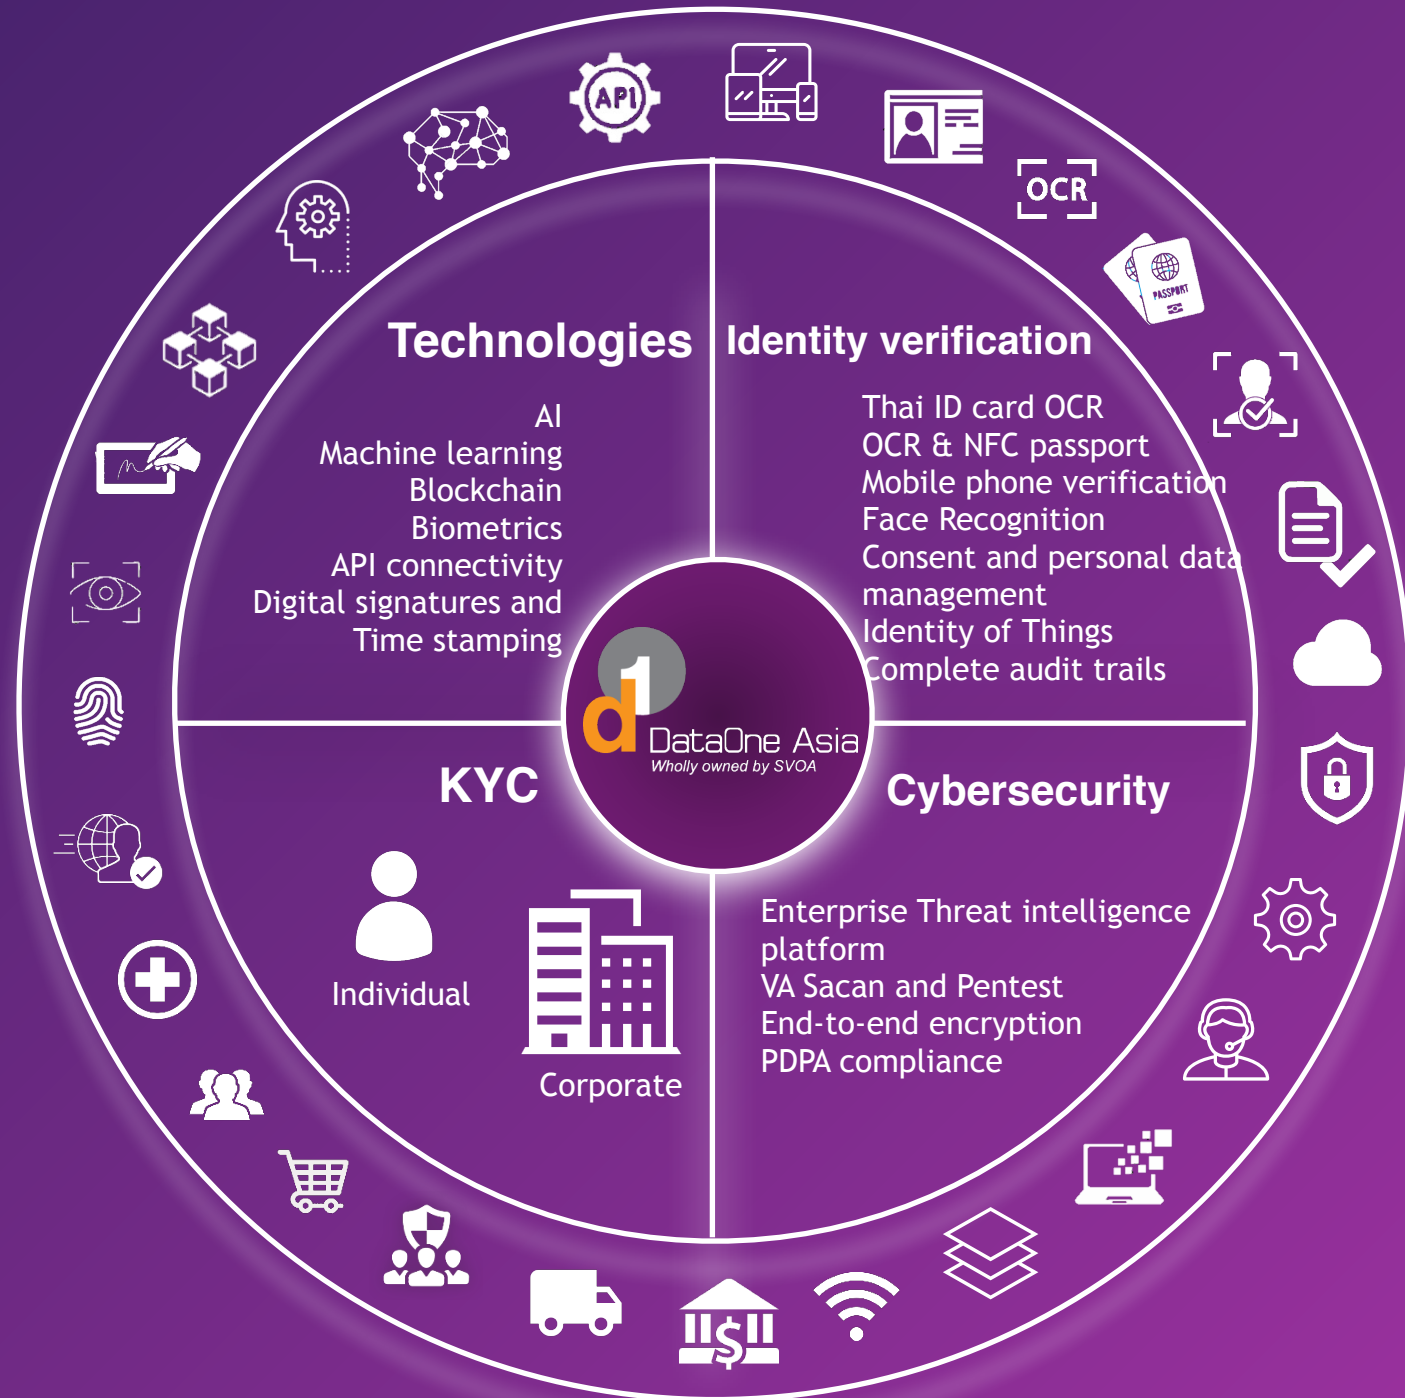 API
OCR
PASSPORT
Technologies
AI
Machine learning
Blockchain
Biometrics
API connectivity
Digital signatures and
Time stamping
Identity verification
Thai ID card OCR
OCR & NFC passport
Mobile phone verification
Face Recognition
Consent and personal data
management
Identity of Things
Complete audit trails
d1
DataOne Asia
Wholly owned by SVOA
KYC
Individual
Corporate
Cybersecurity
Enterprise Threat intelligence
platform
VA Sacan and Pentest
End-to-end encryption
PDPA compliance
$